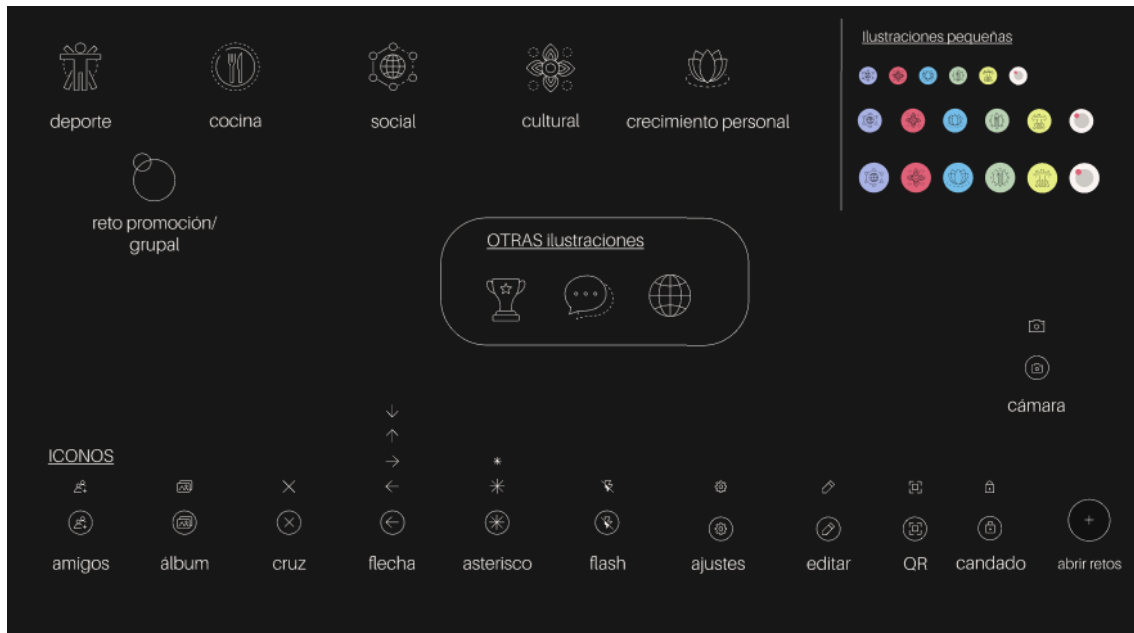 Ilustraciones pequeñas
deporte
cocina
social
cultural
crecimiento personal
reto promoción/
grupal
OTRAS ilustraciones
cámara
ICONOS
amigos
álbum
cruz
flecha
asterisco
flash
ajustes
editar
QR
candado
abrir retos